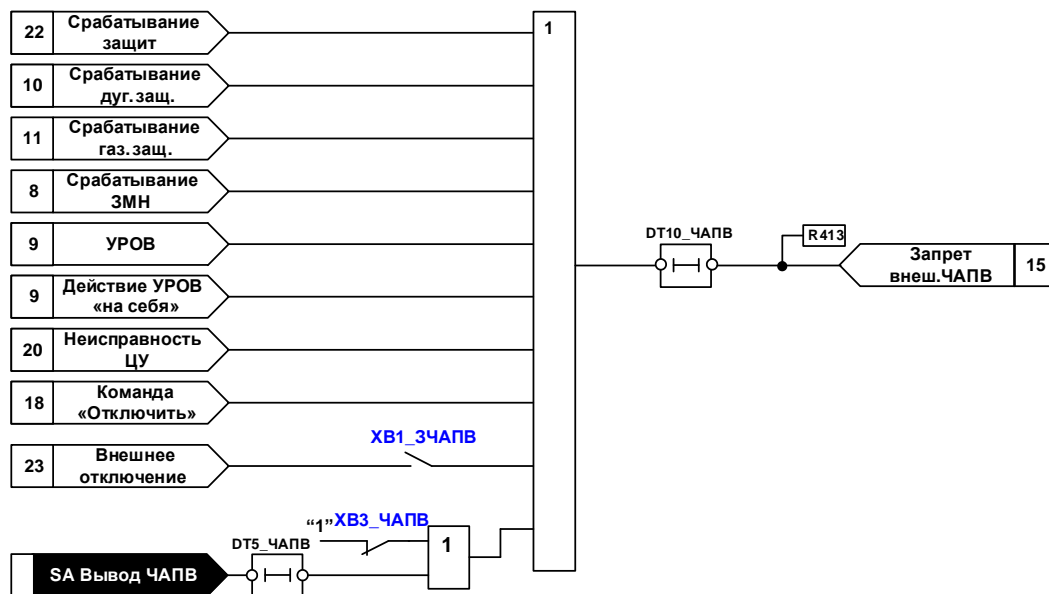 22
Срабатывание
защит
1
10
Срабатывание
дуг.защ.
11
Срабатывание
газ.защ.
8
Срабатывание
ЗМН
9
УРОВ
DT10_ЧАПВ
R413
Запрет
внеш.ЧАПВ
15
9
Действие УРОВ
«на себя»
20
Неисправность
ЦУ
18
Команда
«Отключить»
23
Внешнее
отключение
XB1_ЗЧАПВ
“1”
XB3_ЧАПВ
1
DT5_ЧАПВ
SA Вывод ЧАПВ